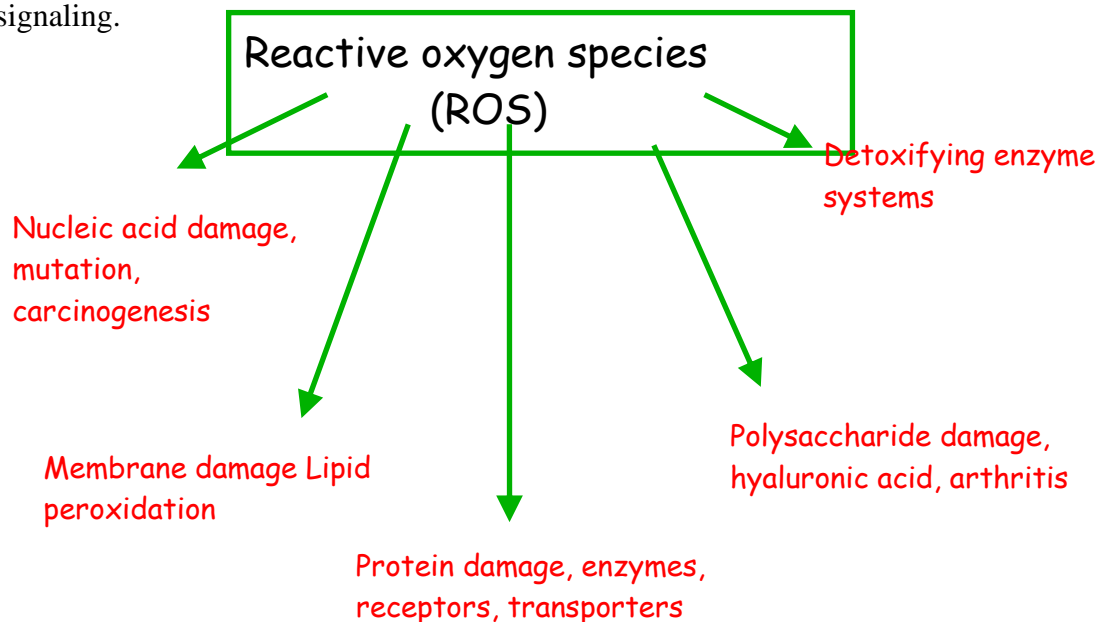 signaling.
Reactive oxygen species
(ROS)
Detoxifying enzyme
systems
Nucleic acid damage,
mutation,
carcinogenesis
Polysaccharide damage,
hyaluronic acid, arthritis
Membrane damage Lipid
peroxidation
Protein damage, enzymes,
receptors, transporters